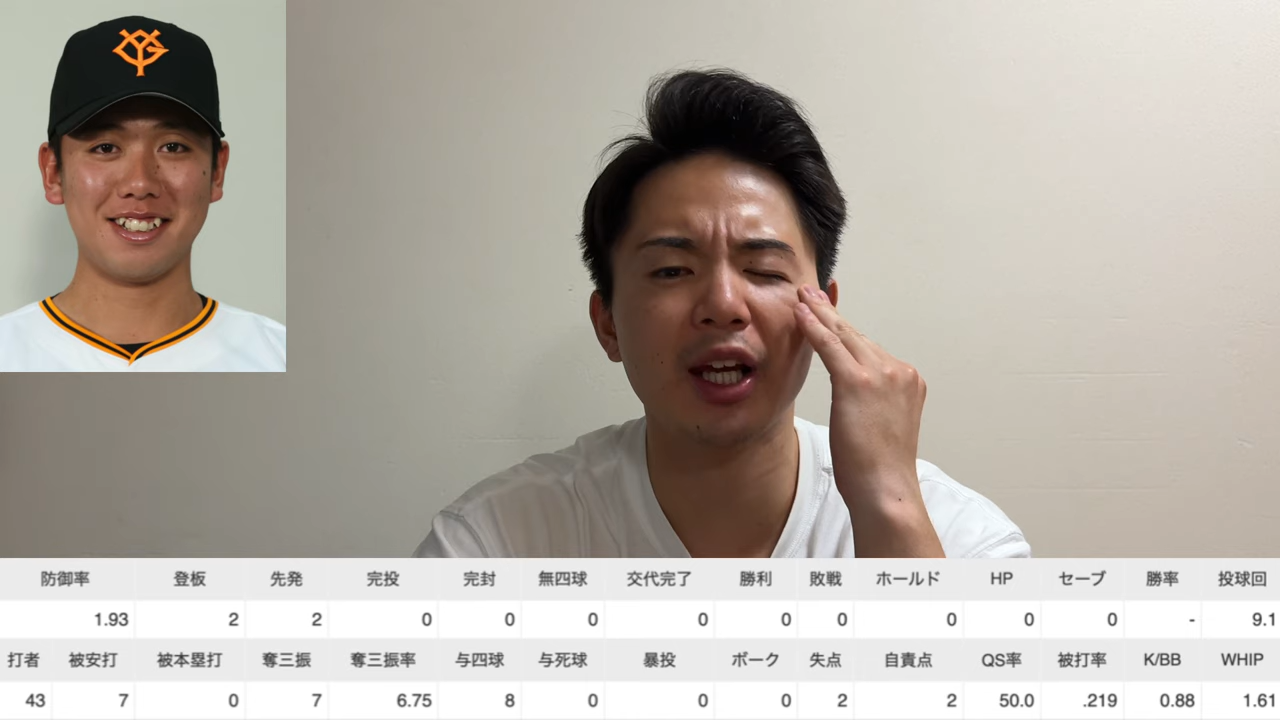 YG
防御率 登板 先発 完投 完封 無四球 交代完了 勝利 敗戦 ホールド HP セーブ 勝率 投球回
1.93 2 2 0 0 0 0 0 0 0 0 0 - 9.1
打者 被安打 被本塁打 奪三振 奪三振率 与四球 与死球 暴投 ボーク 失点 自責点 QS率 被打率 K/BB WHIP
43 7 0 7 6.75 8 0 0 0 2 2 50.0 .219 0.88 1.61